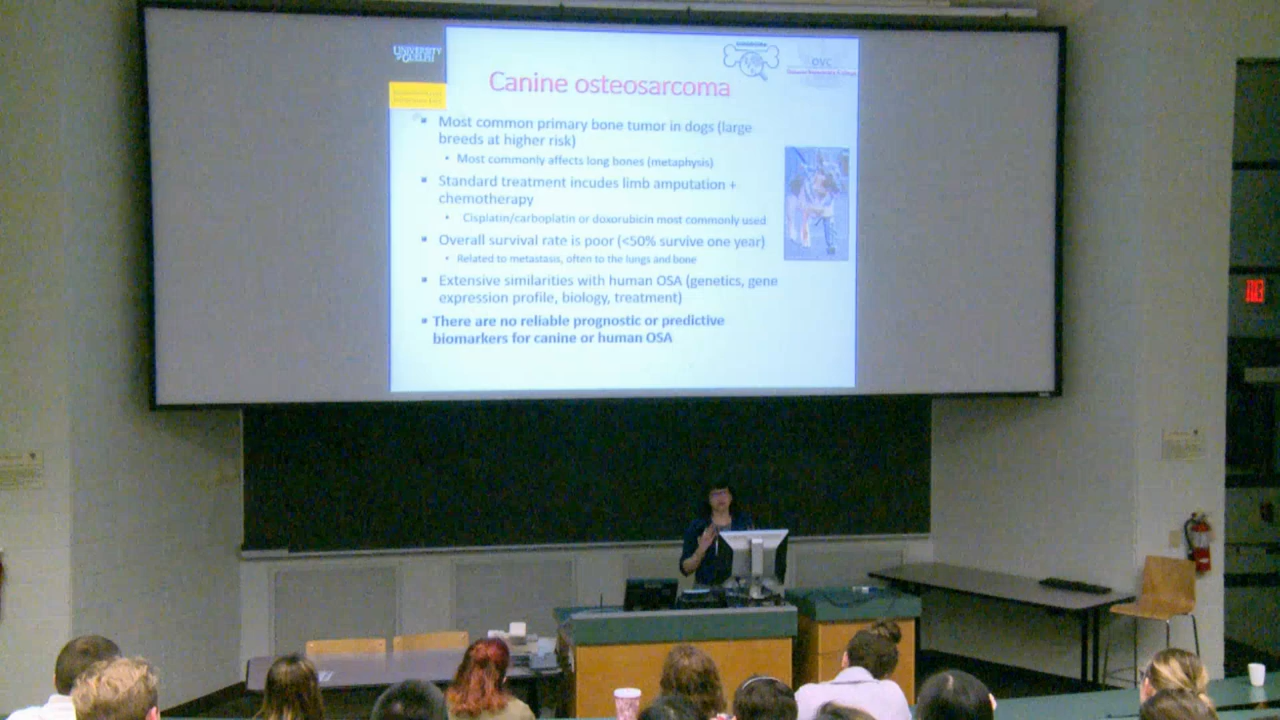 UNIVERSITY
of GUELPH
OVC
Canine osteosarcoma
▪ Most common primary bone tumor in dogs (large
breeds at higher risk)
• Most commonly affects long bones (metaphysis)
▪ Standard treatment incudes limb amputation +
chemotherapy
• Cisplatin/carboplatin or doxorubicin most commonly used
▪ Overall survival rate is poor (<50% survive one year)
• Related to metastasis, often to the lungs and bone
▪ Extensive similarities with human OSA (genetics, gene
expression profile, biology, treatment)
▪ There are no reliable prognostic or predictive
biomarkers for canine or human OSA